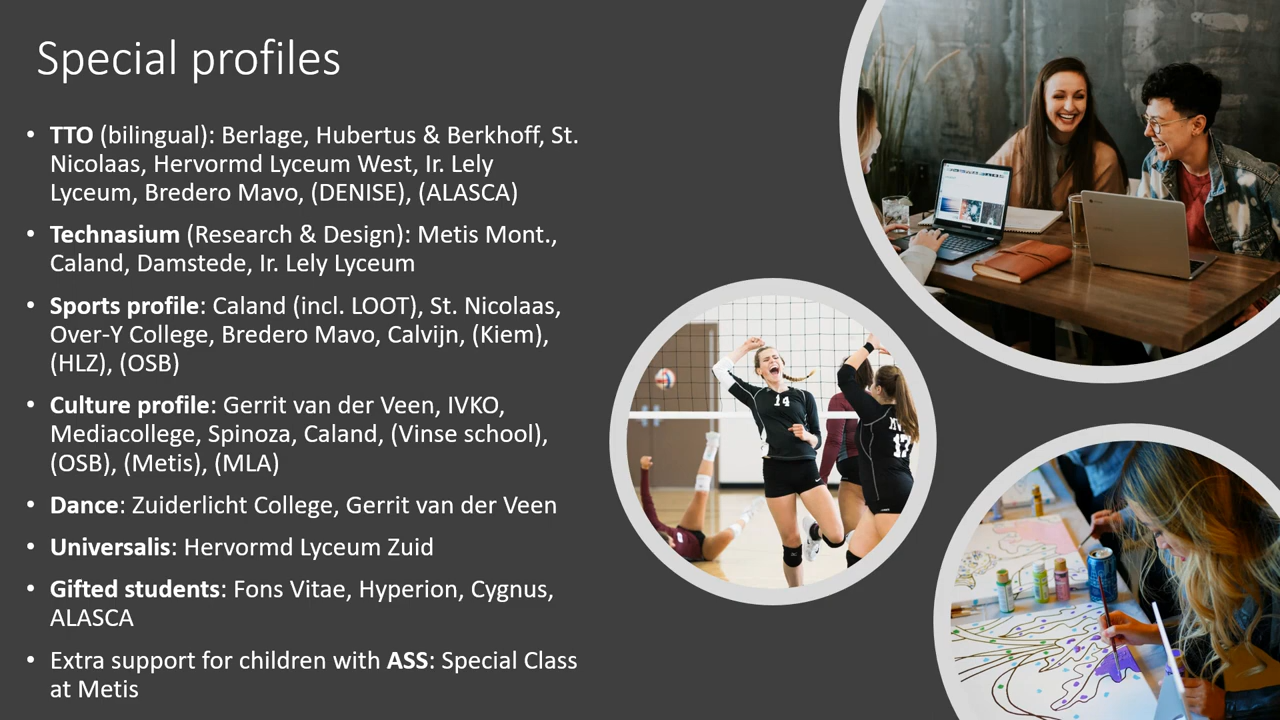 Special profiles
• TTO (bilingual): Berlage, Hubertus & Berkhoff, St.
Nicolaas, Hervormd Lyceum West, Ir. Lely
Lyceum, Bredero Mavo, (DENISE), (ALASCA)
• Technasium (Research & Design): Metis Mont.,
Caland, Damstede, Ir. Lely Lyceum
• Sports profile: Caland (incl. LOOT), St. Nicolaas,
Over-Y College, Bredero Mavo, Calvijn, (Kiem),
(HLZ), (OSB)
• Culture profile: Gerrit van der Veen, IVKO,
Mediacollege, Spinoza, Caland, (Vinse school),
(OSB), (Metis), (MLA)
• Dance: Zuiderlicht College, Gerrit van der Veen
• Universalis: Hervormd Lyceum Zuid
• Gifted students: Fons Vitae, Hyperion, Cygnus,
ALASCA
• Extra support for children with ASS: Special Class
at Metis
14
17